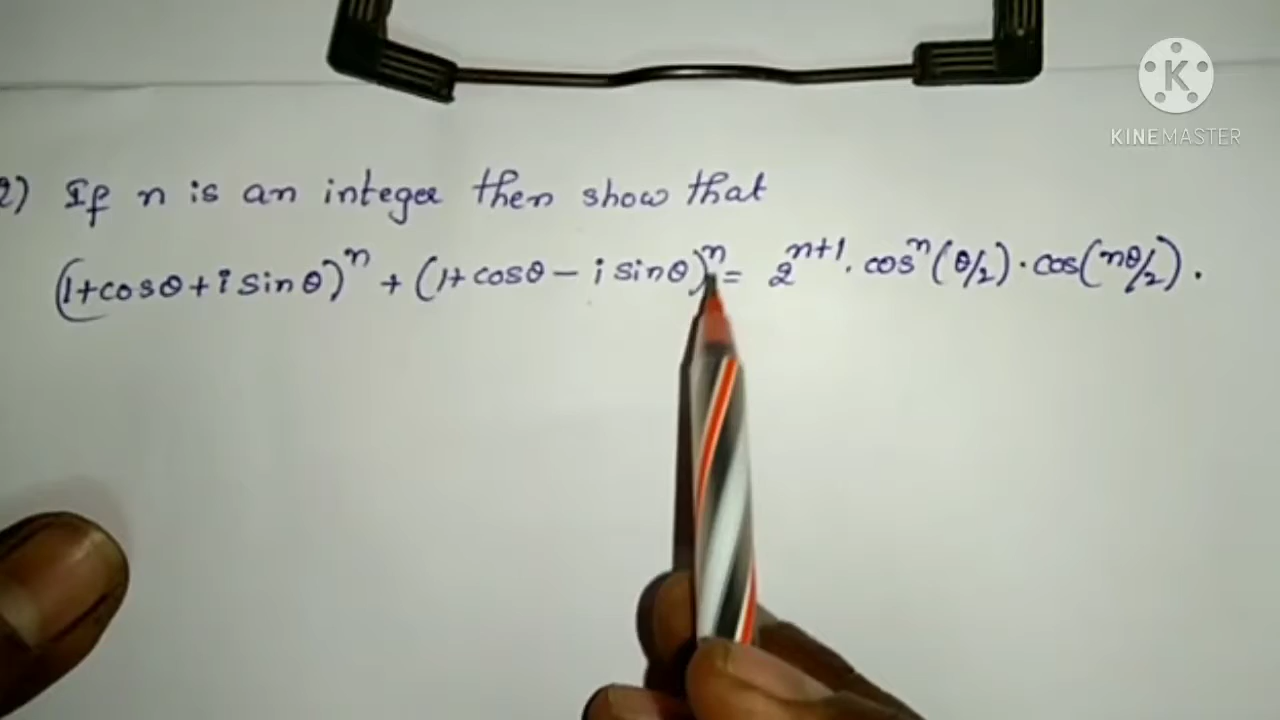 KINEMASTER
2) If n is an integer then show that
(1+cosθ+i sinθ)^n + (1+cosθ - i sinθ)^n = 2^{n+1}. cos^n(θ/2). cos(nθ/2).